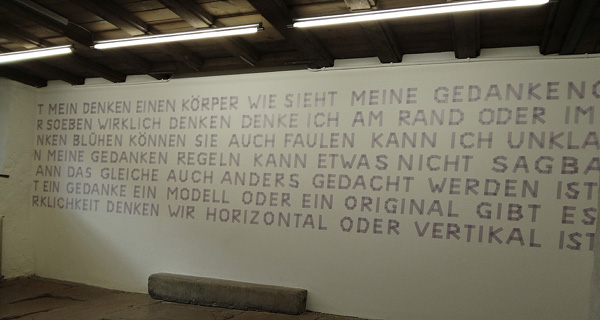 T MEIN DENKEN EINEN KÖRPER WIE SIEHT MEINE GEDANKENO
R SOEBEN WIRKLICH DENKEN DENKE ICH AM RAND ODER IM
NKEN BLÜHEN KÖNNEN SIE AUCH FAULEN KANN ICH UNKLA
N MEINE GEDANKEN REGELN KANN ETWAS NICHT SAGBA
ANN DAS GLEICHE AUCH ANDERS GEDACHT WERDEN IST
T EIN GEDANKE EIN MODELL ODER EIN ORIGINAL GIBT ES
RKLICHKEIT DENKEN WIR HORIZONTAL ODER VERTIKAL IST